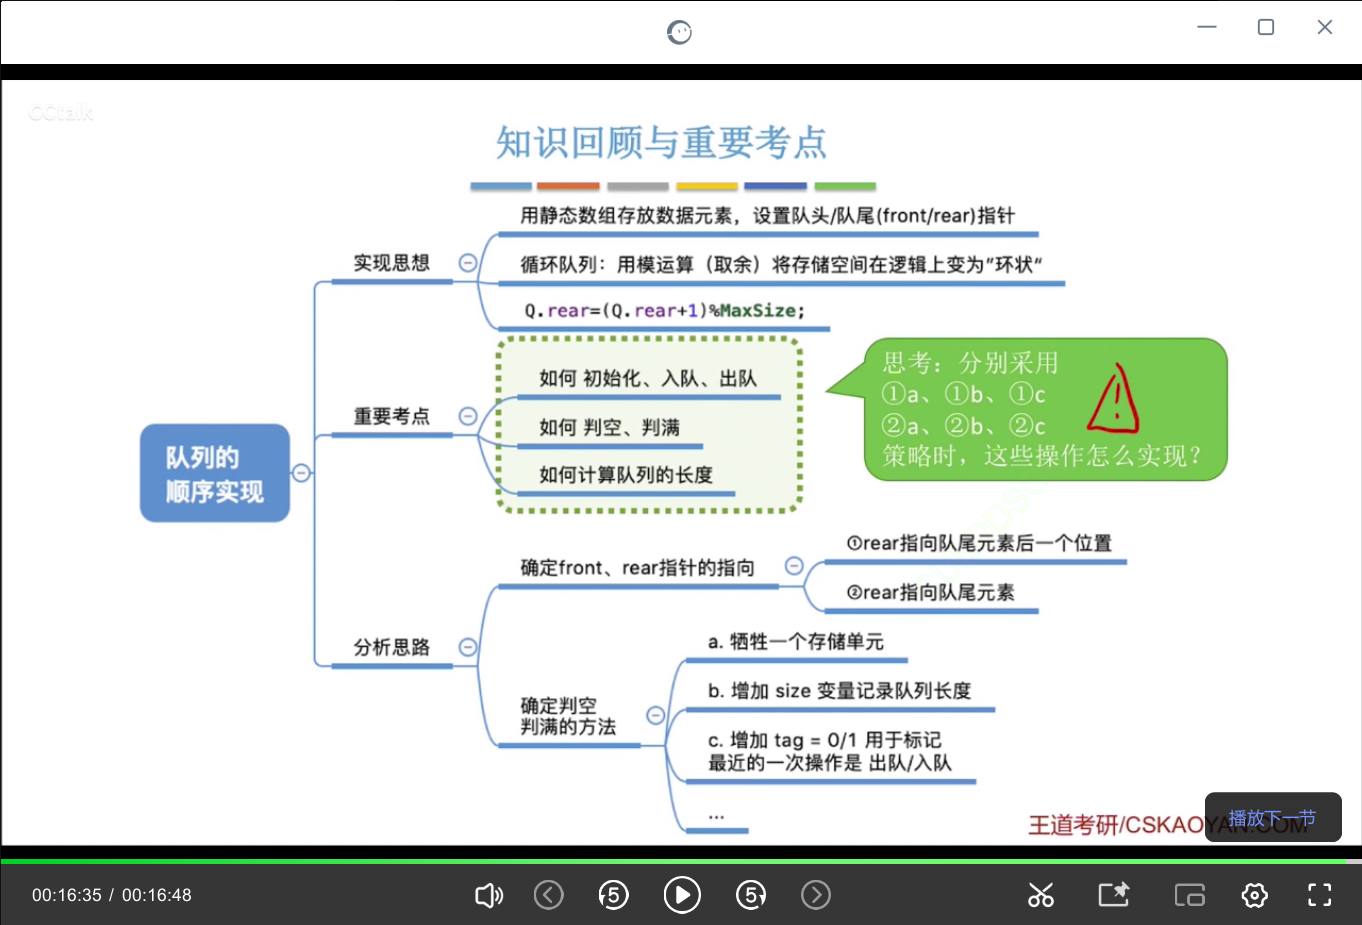 CCtalk
知识回顾与重要考点
用静态数组存放数据元素，设置队头/队尾(front/rear)指针
实现思想
循环队列：用模运算（取余）将存储空间在逻辑上变为"环状"
Q.rear=(Q.rear+1)%MaxSize;
如何 初始化、入队、出队
重要考点
如何 判空、判满
如何计算队列的长度
思考：分别采用
①a、①b、①c
②a、②b、②c
策略时，这些操作怎么实现？
队列的
顺序实现
①rear指向队尾元素后一个位置
确定front、rear指针的指向
②rear指向队尾元素
分析思路
a. 牺牲一个存储单元
b. 增加 size 变量记录队列长度
确定判空
判满的方法
c. 增加 tag = 0/1 用于标记
最近的一次操作是 出队/入队
...
王道考研/CSKAOYAN.COM
播放下一节
00:16:35 / 00:16:48
5
5